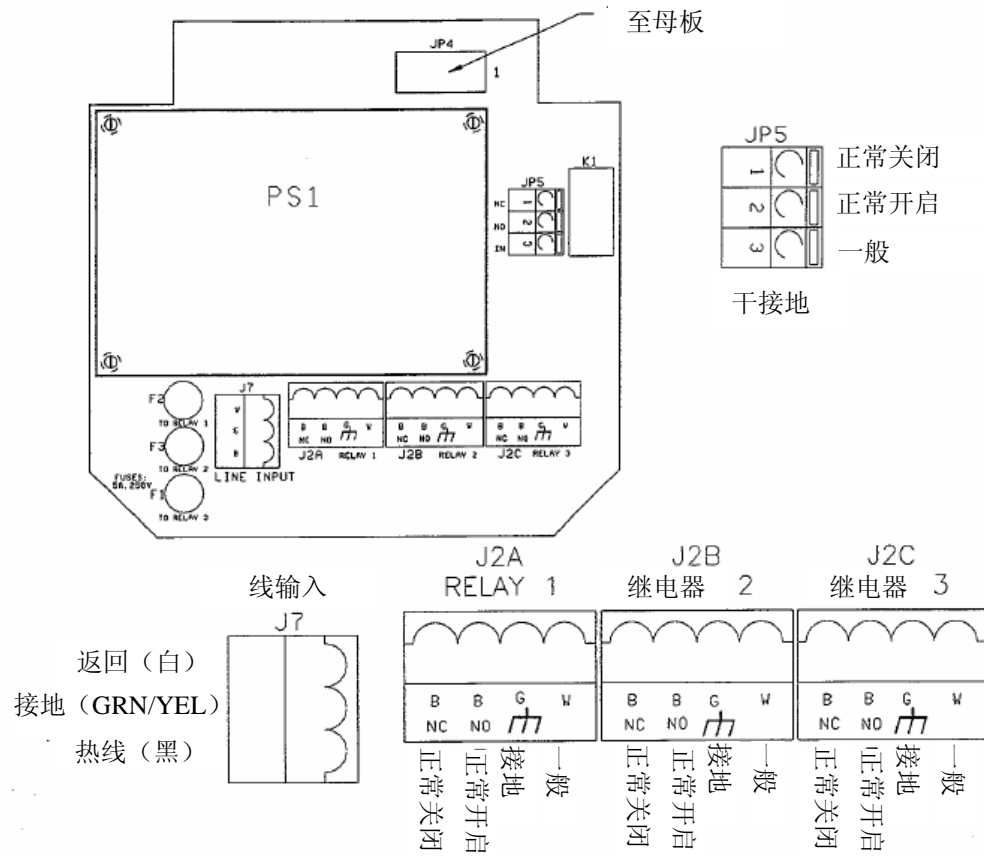 至母板
JP4
1
PS1
K1
JP5
NC 1
NO 2
IN 3
JP5
1 正常关闭
2 正常开启
3 一般
干接地
F2
TO RELAY 1
F3
TO RELAY 2
FUSES:
5A, 250V
F1
TO RELAY 3
J7
W
G
B
LINE INPUT
B B G W
NC NO
J2A RELAY 1
B B G W
NC NO
J2B RELAY 2
B B G W
NC NO
J2C RELAY 3
线输入
J7
返回（白）
接地（GRN/YEL）
热线（黑）
J2A
RELAY 1
B B G W
NC NO
正常关闭
正常开启
接地
一般
J2B
继电器 2
B B G W
NC NO
正常关闭
正常开启
接地
一般
J2C
继电器 3
B B G W
NC NO
正常关闭
正常开启
接地
一般